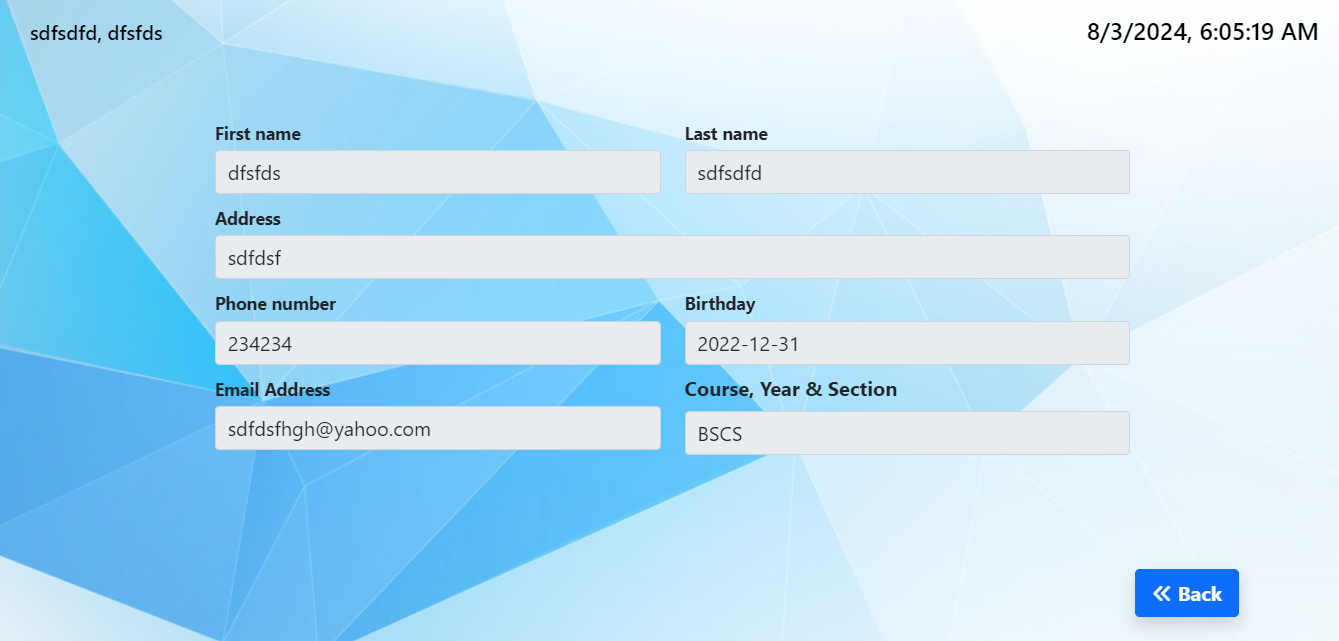 sdfsdfd, dfsfds
8/3/2024, 6:05:19 AM
First name
Last name
dfsfds
sdfsdfd
Address
sdfdsf
Phone number
Birthday
234234
2022-12-31
Email Address
Course, Year & Section
sdfdsfhgh@yahoo.com
BSCS
Back